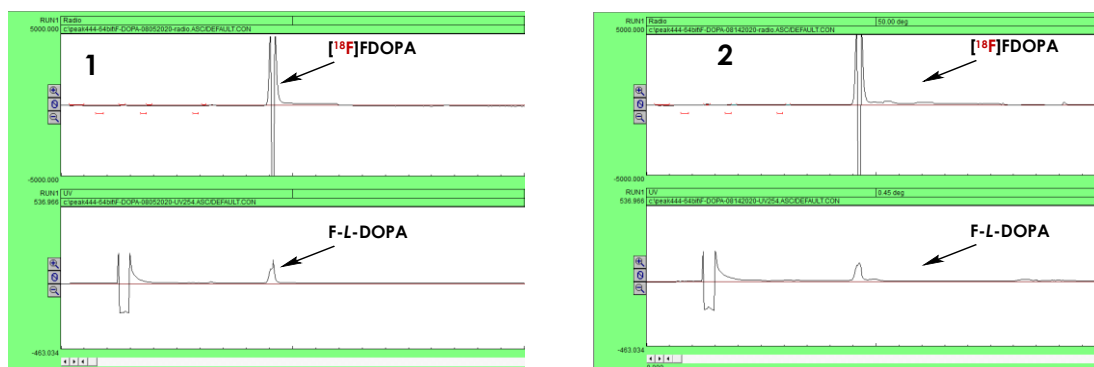 RUN1 Radio
5000.000 c:\peak444-64bit\F-DOPA-08052020-radio.ASC/DEFAULT.CON
1
[18F]FDOPA
-5000.000
RUN1 UV
536.966 c:\peak444-64bit\F-DOPA-08052020-UV254.ASC/DEFAULT.CON
F-L-DOPA
-463.034
RUN1 Radio 50.00 deg
5000.000 c:\peak444-64bit\F-DOPA-08142020-radio.ASC/DEFAULT.CON
2
[18F]FDOPA
-5000.000
RUN1 UV 0.45 deg
536.966 c:\peak444-64bit\F-DOPA-08142020-UV254.ASC/DEFAULT.CON
F-L-DOPA
-463.034